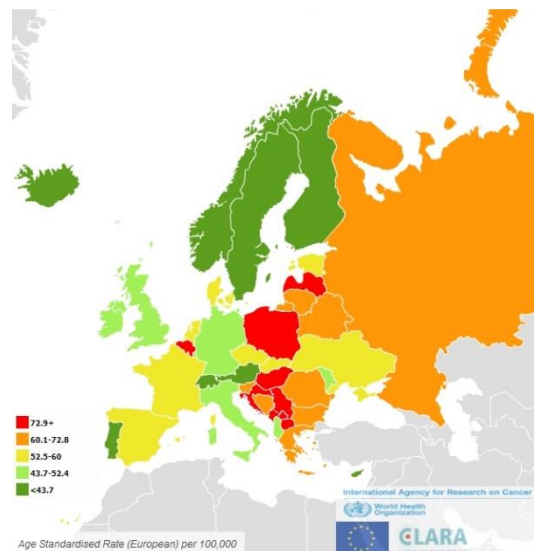 72.9+
60.1-72.8
52.5-60
43.7-52.4
<43.7
International Agency for Research on Cancer
World Health
Organization
CLARA
Age Standardised Rate (European) per 100,000